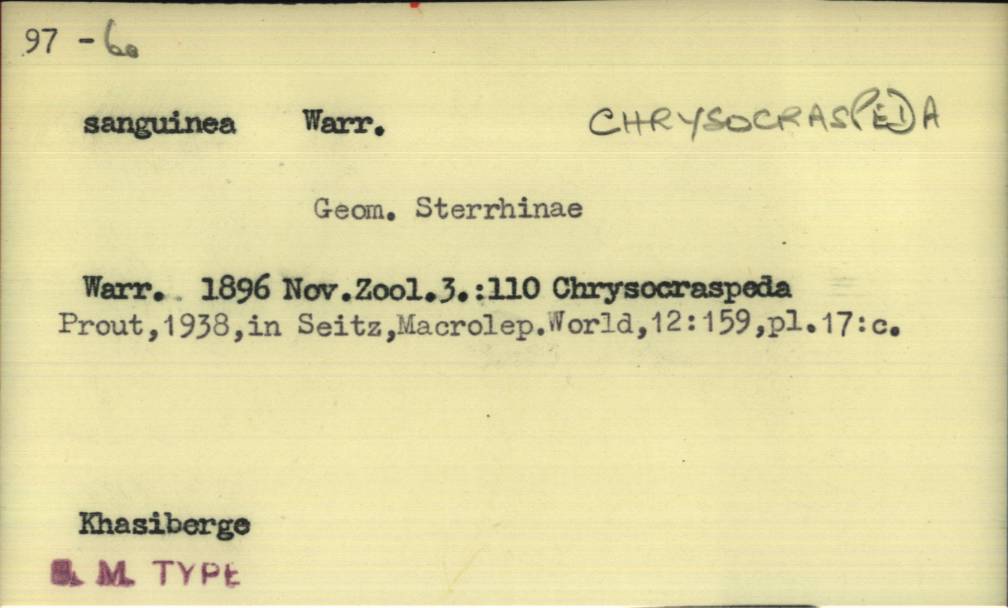 97 - 6.
sanguinea Warr. CHRYSOCRASPEDA
Geom. Sterrhinae
Warr. 1896 Nov.Zool.3.:110 Chrysocraspeda
Prout,1938,in Seitz,Macrolep.World,12:159,pl.17:c.
Khasiberge
B. M. TYPE